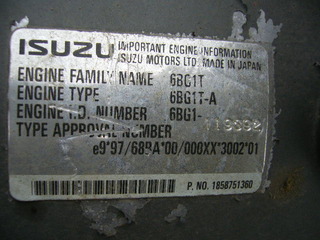 ISUZU IMPORTANT ENGINE INFORMATION
ISUZU MOTORS LTD. MADE IN JAPAN
ENGINE FAMILY NAME 6BG1T
ENGINE TYPE 6BG1T-A
ENGINE I.D. NUMBER 6BG1-
TYPE APPROVAL NUMBER
e9*97/68BA*00/000XX*3002*01
P. NO. 1858751360